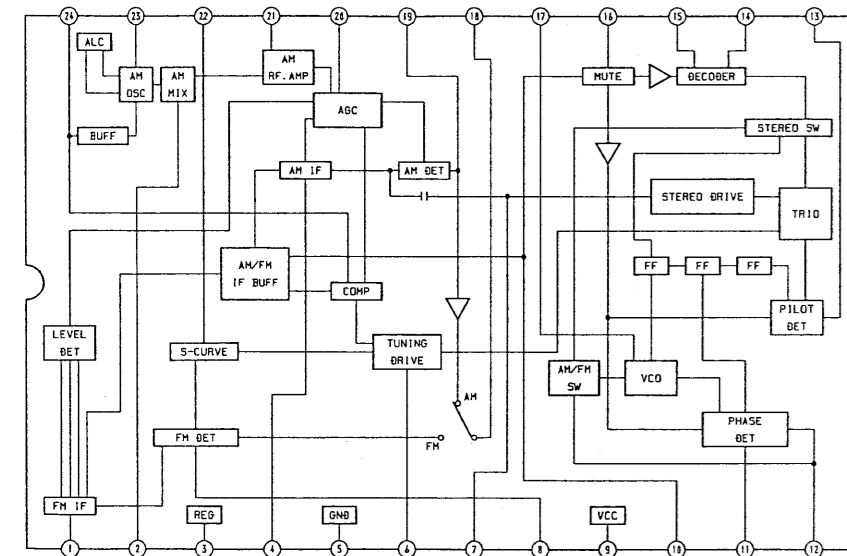 24 23 22 21 20 19 18 17 16 15 14 13
ALC
AM
OSC
AM
MIX
AM
RF.AMP
MUTE
DECODER
AGC
BUFF
STEREO SW
AM IF
AM DET
STEREO DRIVE
TRIO
AM/FM
IF BUFF
FF
FF
FF
COMP
PILOT
DET
LEVEL
DET
S-CURVE
TUNING
DRIVE
AM/FM
SW
VCO
AM
PHASE
DET
FM DET
FM
FM IF
REG
GND
VCC
1 2 3 4 5 6 7 8 9 10 11 12